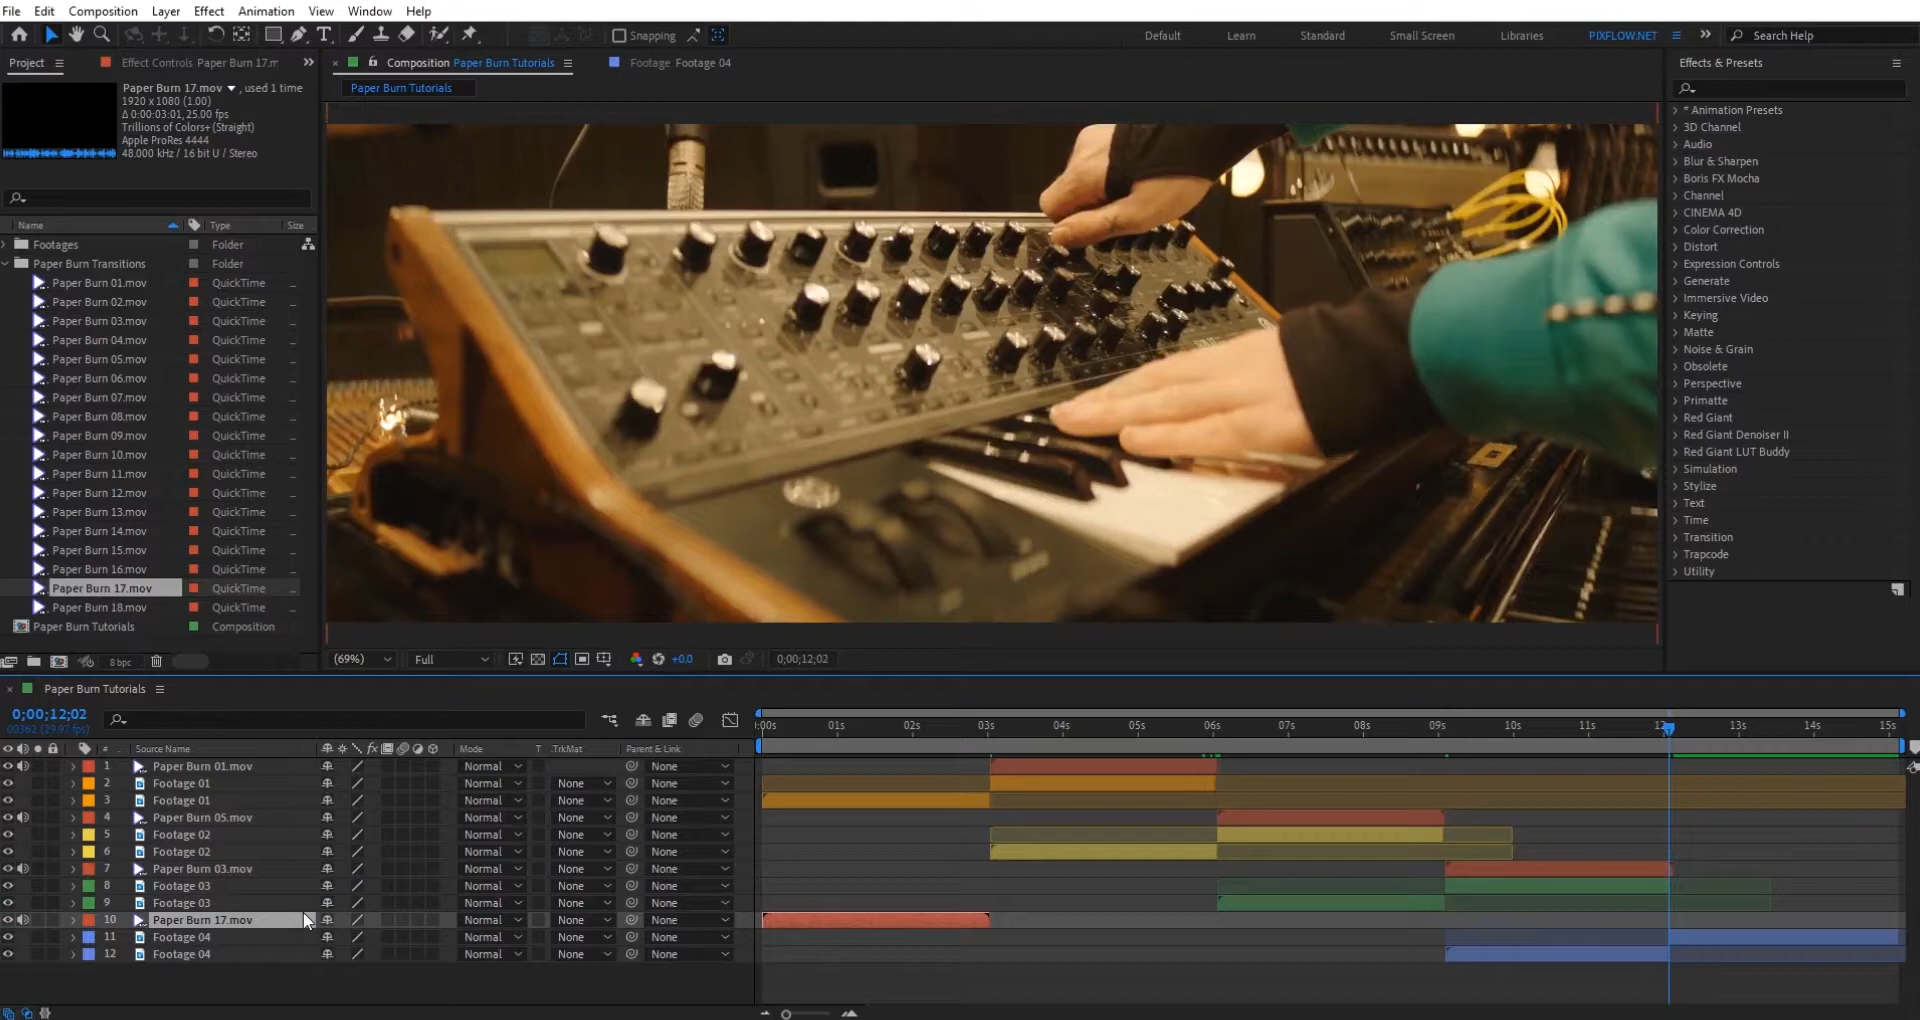 File Edit Composition Layer Effect Animation View Window Help
Snapping
Default Learn Standard Small Screen Libraries PIXFLOW.NET Search Help
Project Effect Controls Paper Burn 17.m
Composition Paper Burn Tutorials Footage Footage 04
Effects & Presets
Paper Burn 17.mov , used 1 time
1920 x 1080 (1.00)
Δ 0:00:03:01, 25.00 fps
Trillions of Colors+ (Straight)
Apple ProRes 4444
48.000 kHz / 16 bit U / Stereo
Paper Burn Tutorials
Name Type Size
Footages Folder
Paper Burn Transitions Folder
Paper Burn 01.mov QuickTime
Paper Burn 02.mov QuickTime
Paper Burn 03.mov QuickTime
Paper Burn 04.mov QuickTime
Paper Burn 05.mov QuickTime
Paper Burn 06.mov QuickTime
Paper Burn 07.mov QuickTime
Paper Burn 08.mov QuickTime
Paper Burn 09.mov QuickTime
Paper Burn 10.mov QuickTime
Paper Burn 11.mov QuickTime
Paper Burn 12.mov QuickTime
Paper Burn 13.mov QuickTime
Paper Burn 14.mov QuickTime
Paper Burn 15.mov QuickTime
Paper Burn 16.mov QuickTime
Paper Burn 17.mov QuickTime
Paper Burn 18.mov QuickTime
Paper Burn Tutorials Composition
8 bpc
(69%) Full +0.0 0;00;12;02
* Animation Presets
3D Channel
Audio
Blur & Sharpen
Boris FX Mocha
Channel
CINEMA 4D
Color Correction
Distort
Expression Controls
Generate
Immersive Video
Keying
Matte
Noise & Grain
Obsolete
Perspective
Primatte
Red Giant
Red Giant Denoiser II
Red Giant LUT Buddy
Simulation
Stylize
Text
Time
Transition
Trapcode
Utility
Paper Burn Tutorials
0;00;12;02
00362 (29.97 fps)
:00s 01s 02s 03s 04s 05s 06s 07s 08s 09s 10s 11s 12 13s 14s 15s
# Source Name Mode T .TrkMat Parent & Link
1 Paper Burn 01.mov Normal None
2 Footage 01 Normal None None
3 Footage 01 Normal None None
4 Paper Burn 05.mov Normal None None
5 Footage 02 Normal None None
6 Footage 02 Normal None None
7 Paper Burn 03.mov Normal None None
8 Footage 03 Normal None None
9 Footage 03 Normal None None
10 Paper Burn 17.mov Normal None None
11 Footage 04 Normal None None
12 Footage 04 Normal None None